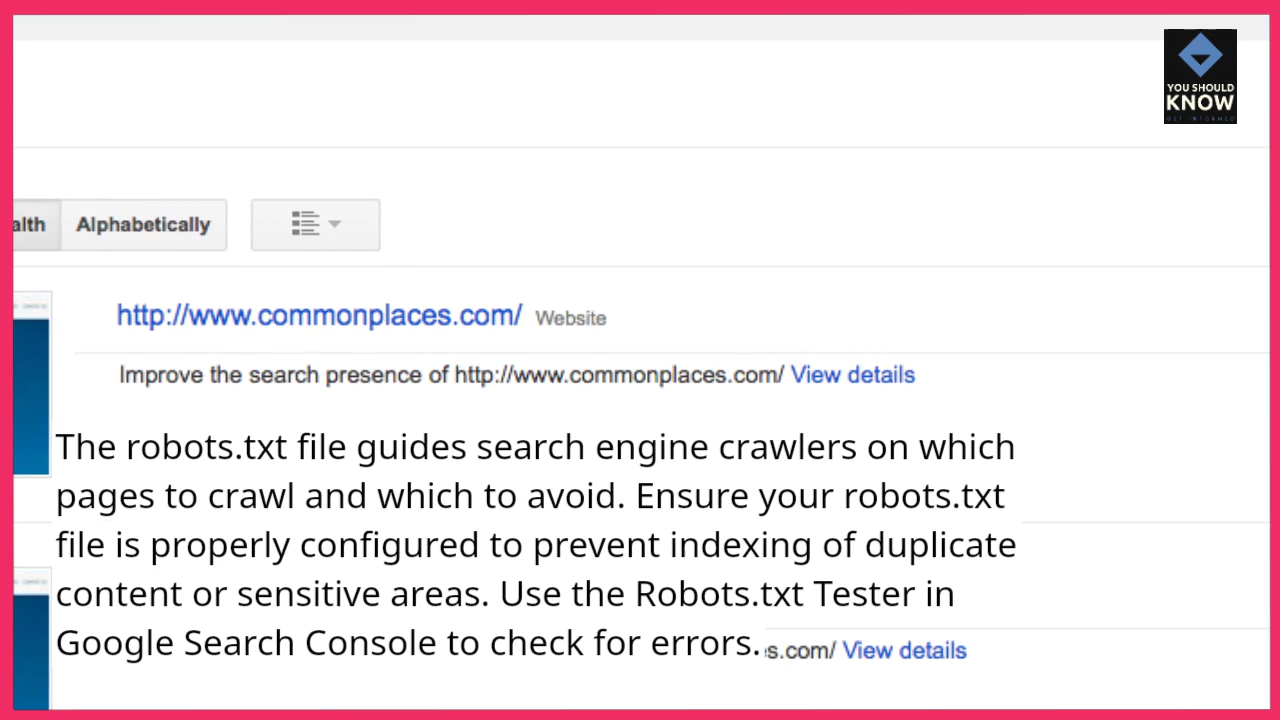 YOU SHOULD
KNOW
GET INFORMED
alth
Alphabetically
http://www.commonplaces.com/ Website
Improve the search presence of http://www.commonplaces.com/ View details
The robots.txt file guides search engine crawlers on which
pages to crawl and which to avoid. Ensure your robots.txt
file is properly configured to prevent indexing of duplicate
content or sensitive areas. Use the Robots.txt Tester in
Google Search Console to check for errors.
s.com/ View details